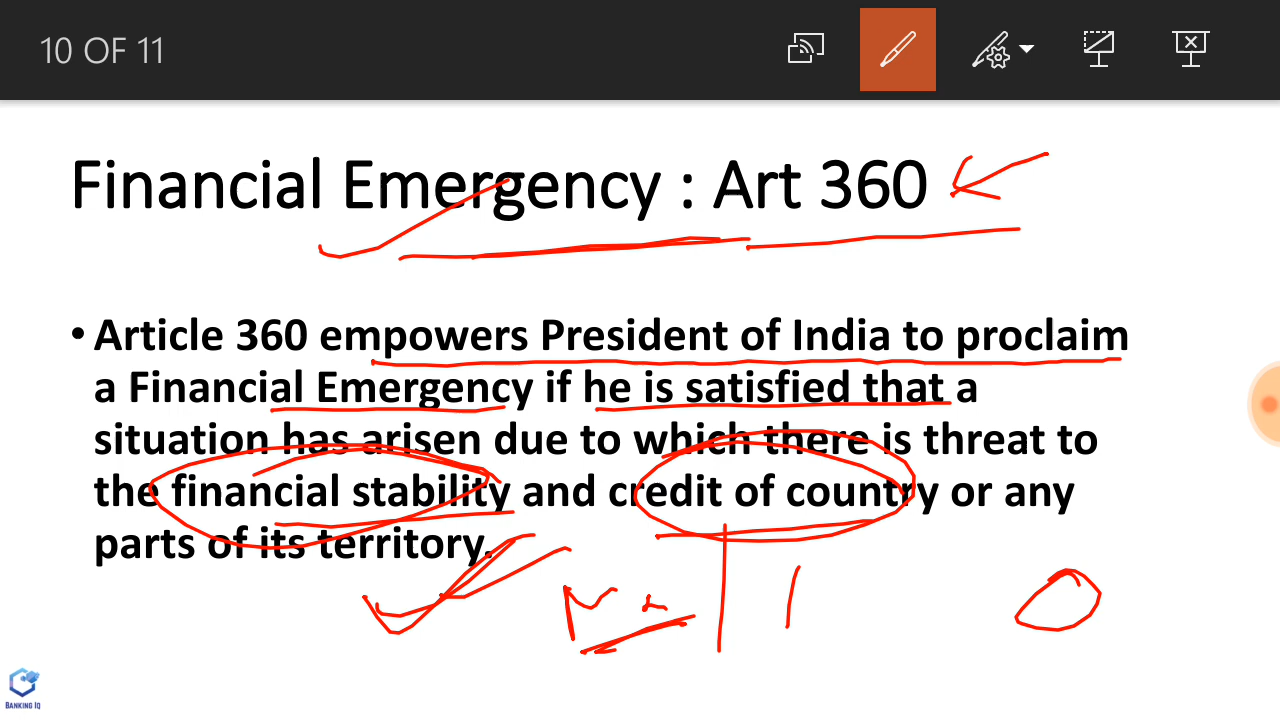 10 OF 11
Financial Emergency : Art 360
• Article 360 empowers President of India to proclaim
a Financial Emergency if he is satisfied that a
situation has arisen due to which there is threat to
the financial stability and credit of country or any
parts of its territory.
BANKING IQ